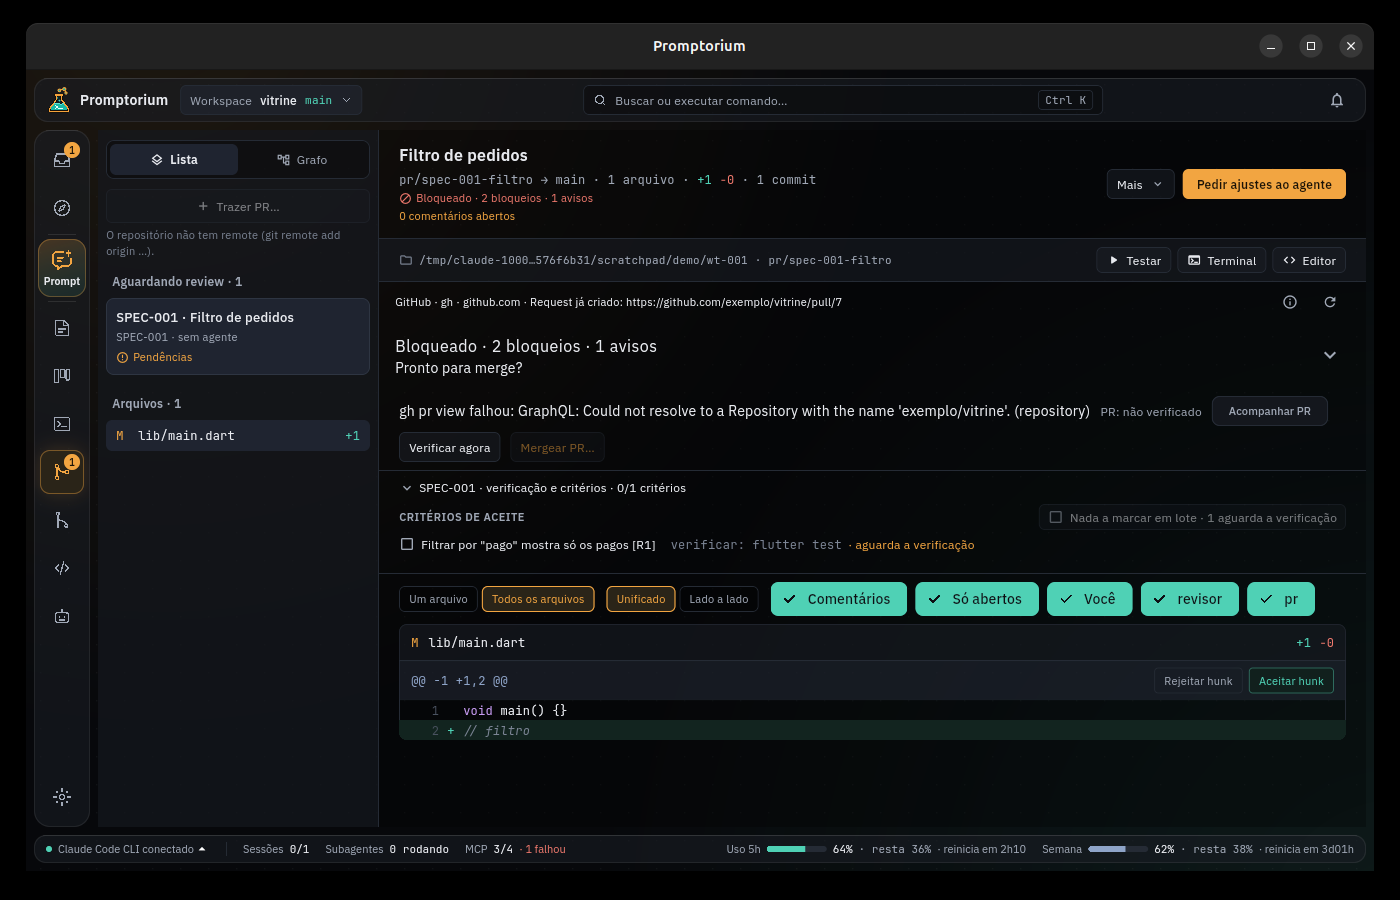 Promptorium
Promptorium
Workspace vitrine main
Buscar ou executar comando...
Ctrl K
1
Prompt
1
Lista
Grafo
+ Trazer PR...
O repositório não tem remote (git remote add
origin …).
Aguardando review · 1
SPEC-001 · Filtro de pedidos
SPEC-001 · sem agente
Pendências
Arquivos · 1
M lib/main.dart +1
Filtro de pedidos
pr/spec-001-filtro → main · 1 arquivo · +1 -0 · 1 commit
Bloqueado · 2 bloqueios · 1 avisos
0 comentários abertos
Mais
Pedir ajustes ao agente
/tmp/claude-1000…576f6b31/scratchpad/demo/wt-001 · pr/spec-001-filtro
Testar
Terminal
Editor
GitHub · gh · github.com · Request já criado: https://github.com/exemplo/vitrine/pull/7
Bloqueado · 2 bloqueios · 1 avisos
Pronto para merge?
gh pr view falhou: GraphQL: Could not resolve to a Repository with the name 'exemplo/vitrine'. (repository) PR: não verificado Acompanhar PR
Verificar agora
Mergear PR...
SPEC-001 · verificação e critérios · 0/1 critérios
CRITÉRIOS DE ACEITE
Nada a marcar em lote · 1 aguarda a verificação
Filtrar por "pago" mostra só os pagos [R1] verificar: flutter test · aguarda a verificação
Um arquivo
Todos os arquivos
Unificado
Lado a lado
Comentários
Só abertos
Você
revisor
pr
M lib/main.dart +1 -0
@@ -1 +1,2 @@
Rejeitar hunk
Aceitar hunk
1 void main() {}
2 + // filtro
Claude Code CLI conectado
Sessões 0/1
Subagentes 0 rodando
MCP 3/4 · 1 falhou
Uso 5h 64% · resta 36% · reinicia em 2h10
Semana 62% · resta 38% · reinicia em 3d01h